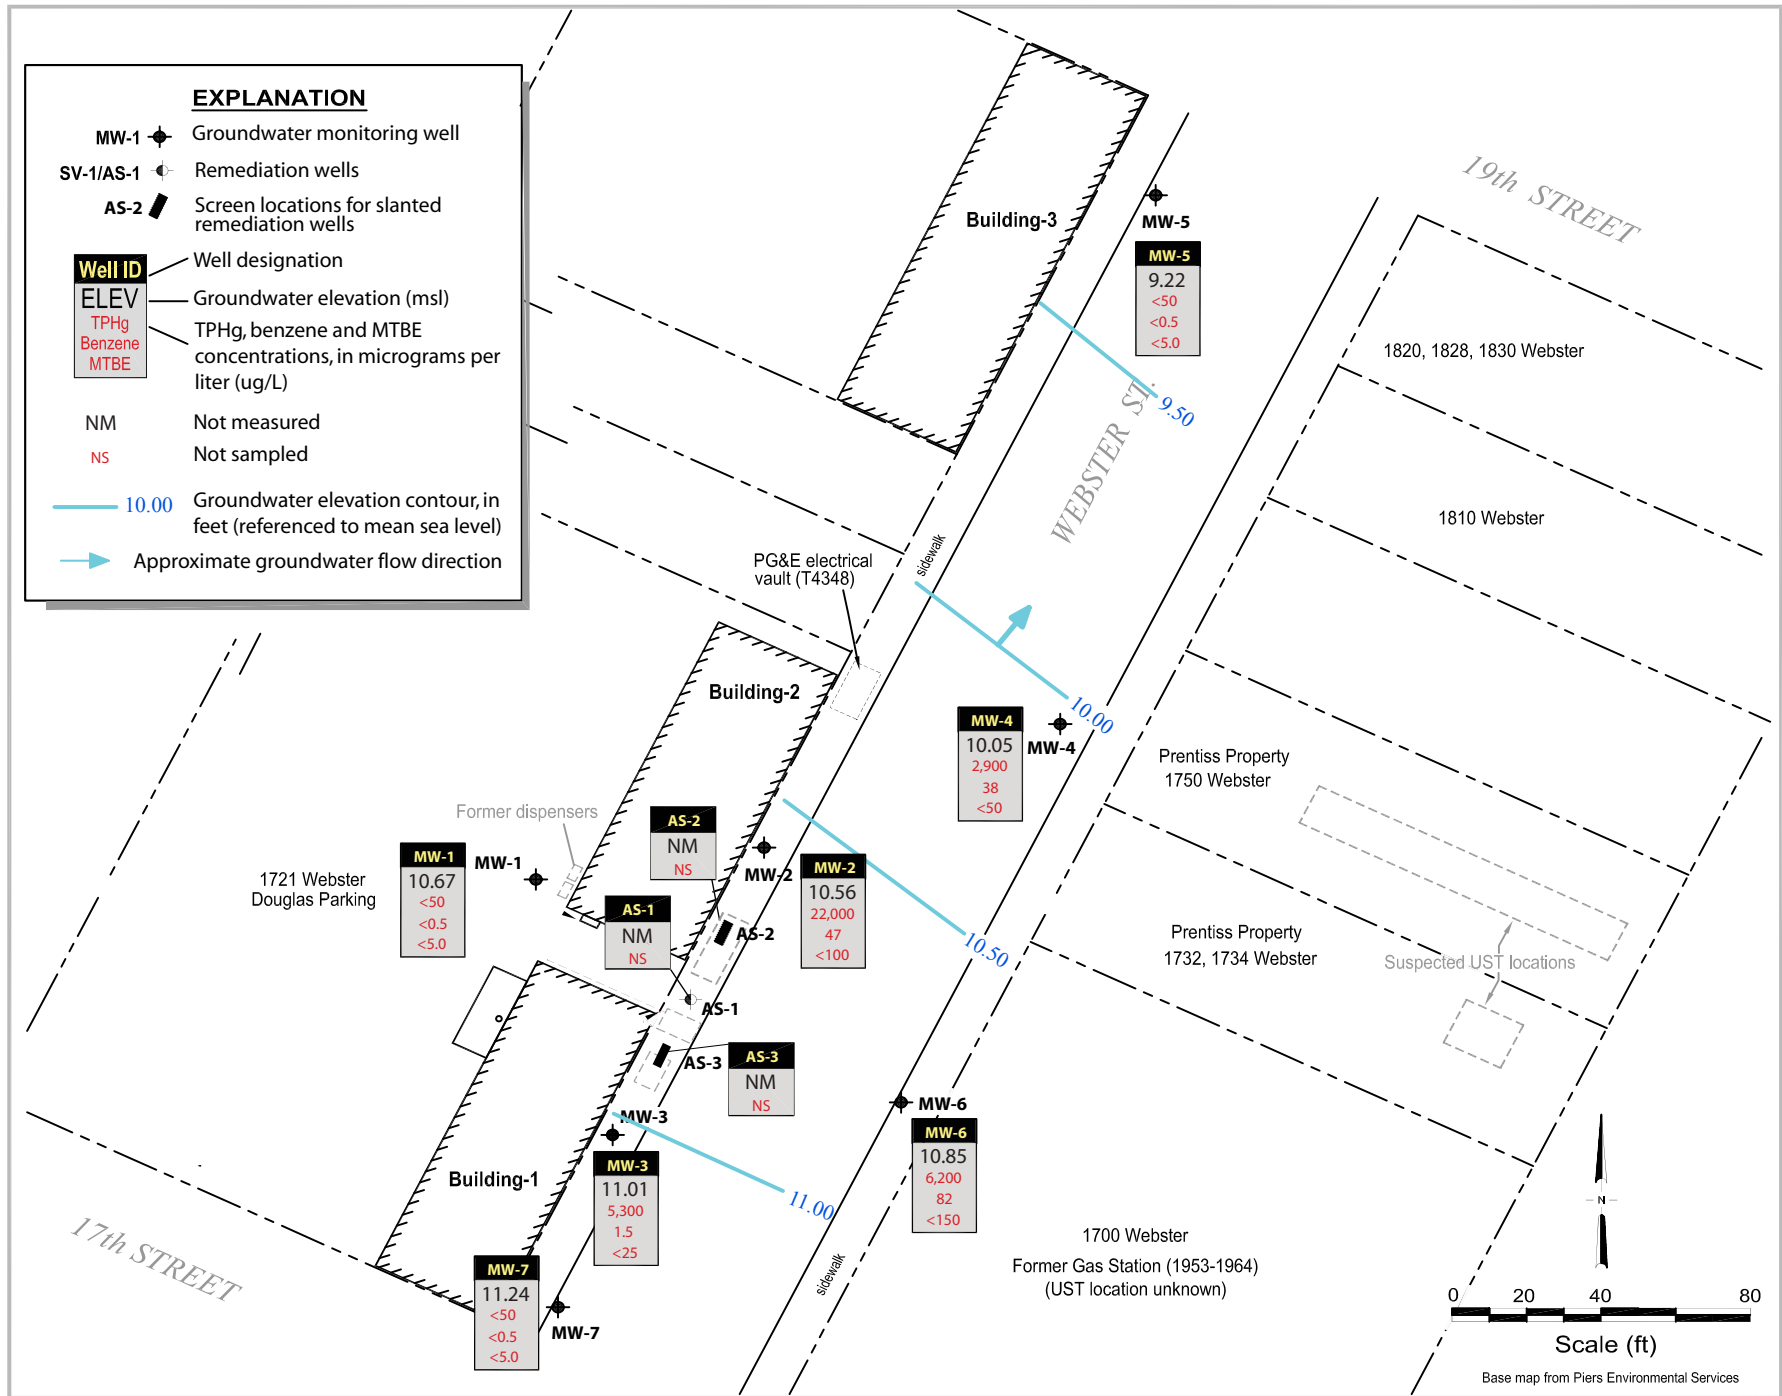 EXPLANATION
MW-1 Groundwater monitoring well
SV-1/AS-1 Remediation wells
AS-2 Screen locations for slanted
remediation wells
Well ID
ELEV
TPHg
Benzene
MTBE
Well designation
Groundwater elevation (msl)
TPHg, benzene and MTBE
concentrations, in micrograms per
liter (ug/L)
NM Not measured
NS Not sampled
10.00 Groundwater elevation contour, in
feet (referenced to mean sea level)
Approximate groundwater flow direction
Building-3
19th STREET
MW-5
MW-5
9.22
<50
<0.5
<5.0
9.50
WEBSTER ST.
1820, 1828, 1830 Webster
1810 Webster
sidewalk
PG&E electrical
vault (T4348)
Building-2
10.00
MW-4
MW-4
10.05
2,900
38
<50
Prentiss Property
1750 Webster
Former dispensers
1721 Webster
Douglas Parking
MW-1
MW-1
10.67
<50
<0.5
<5.0
AS-2
NM
NS
AS-1
NM
NS
MW-2
MW-2
10.56
22,000
47
<100
AS-2
10.50
Prentiss Property
1732, 1734 Webster
Suspected UST locations
AS-1
AS-3
AS-3
NM
NS
MW-3
MW-3
11.01
5,300
1.5
<25
11.00
MW-6
MW-6
10.85
6,200
82
<150
Building-1
17th STREET
MW-7
11.24
<50
<0.5
<5.0
MW-7
sidewalk
1700 Webster
Former Gas Station (1953-1964)
(UST location unknown)
N
0 20 40 80
Scale (ft)
Base map from Piers Environmental Services